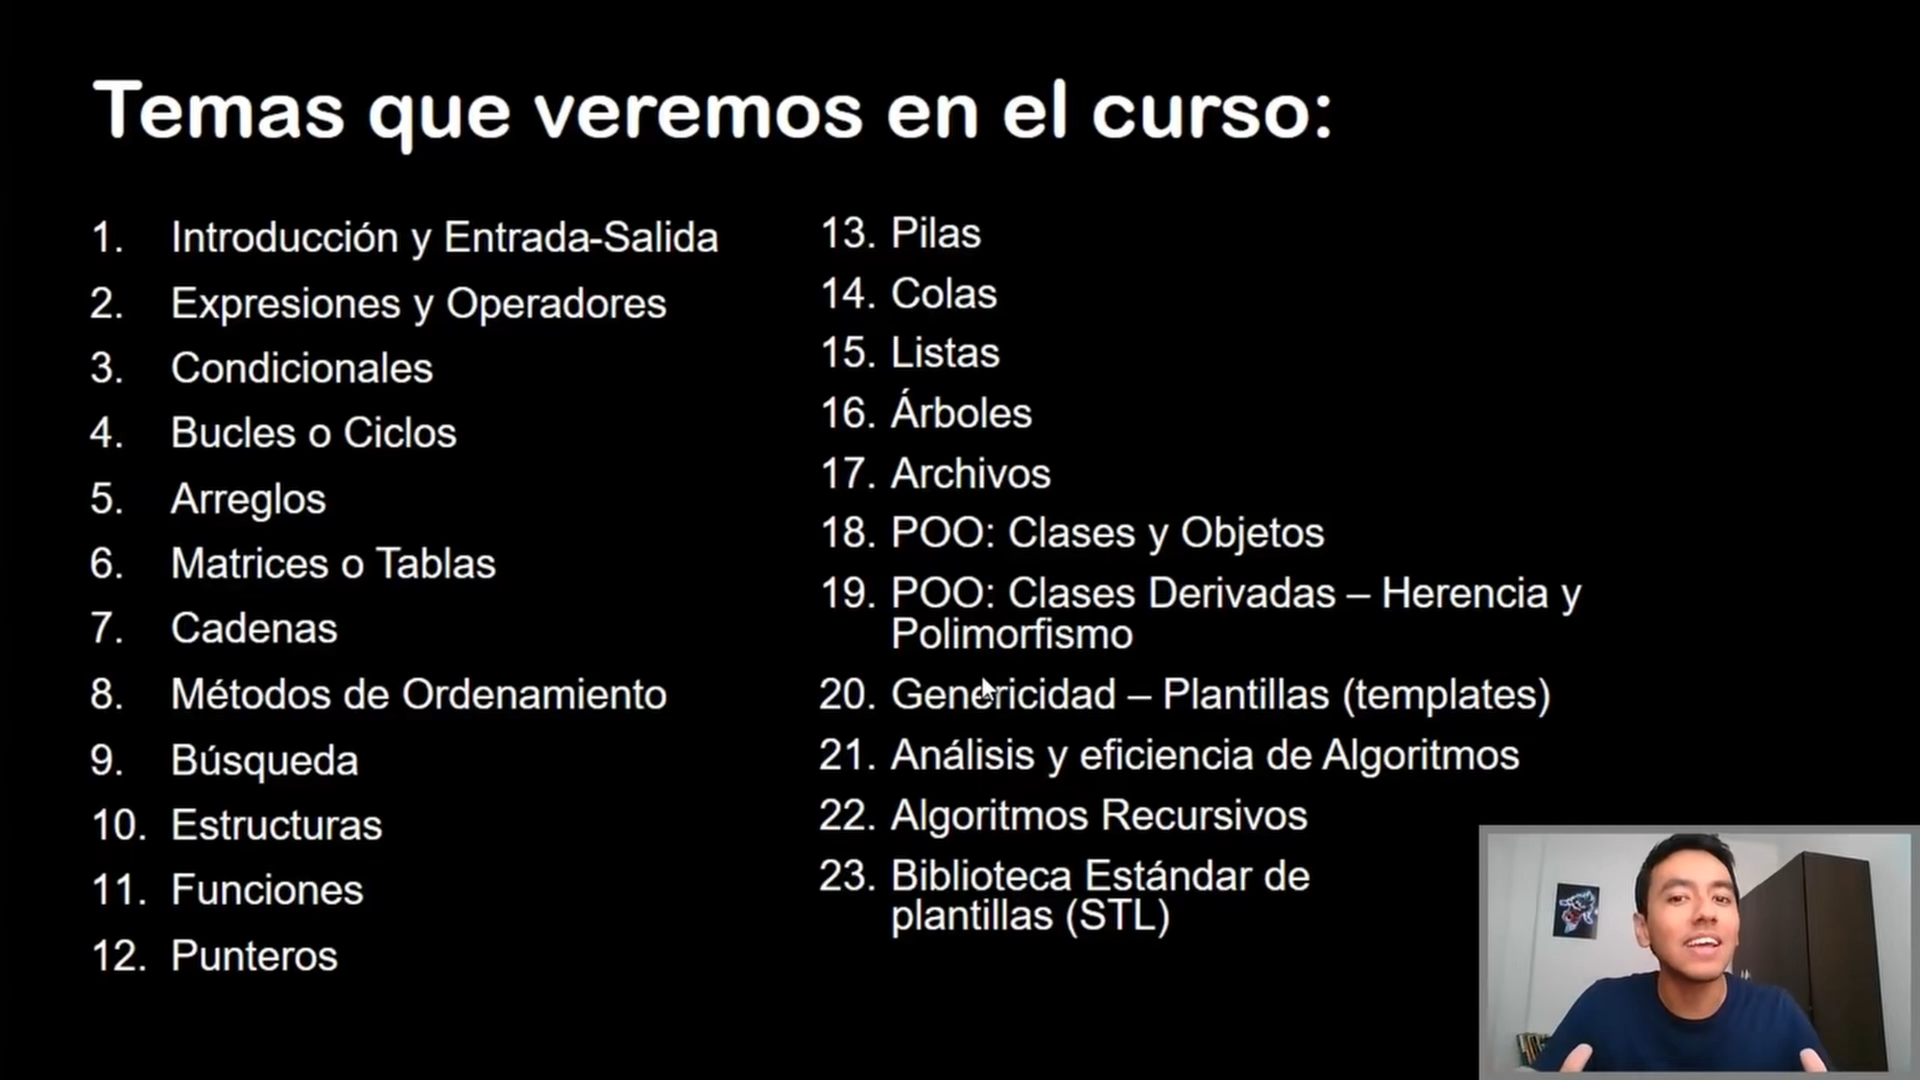 Temas que veremos en el curso:
1. Introducción y Entrada-Salida
2. Expresiones y Operadores
3. Condicionales
4. Bucles o Ciclos
5. Arreglos
6. Matrices o Tablas
7. Cadenas
8. Métodos de Ordenamiento
9. Búsqueda
10. Estructuras
11. Funciones
12. Punteros
13. Pilas
14. Colas
15. Listas
16. Árboles
17. Archivos
18. POO: Clases y Objetos
19. POO: Clases Derivadas – Herencia y
Polimorfismo
20. Genericidad – Plantillas (templates)
21. Análisis y eficiencia de Algoritmos
22. Algoritmos Recursivos
23. Biblioteca Estándar de
plantillas (STL)